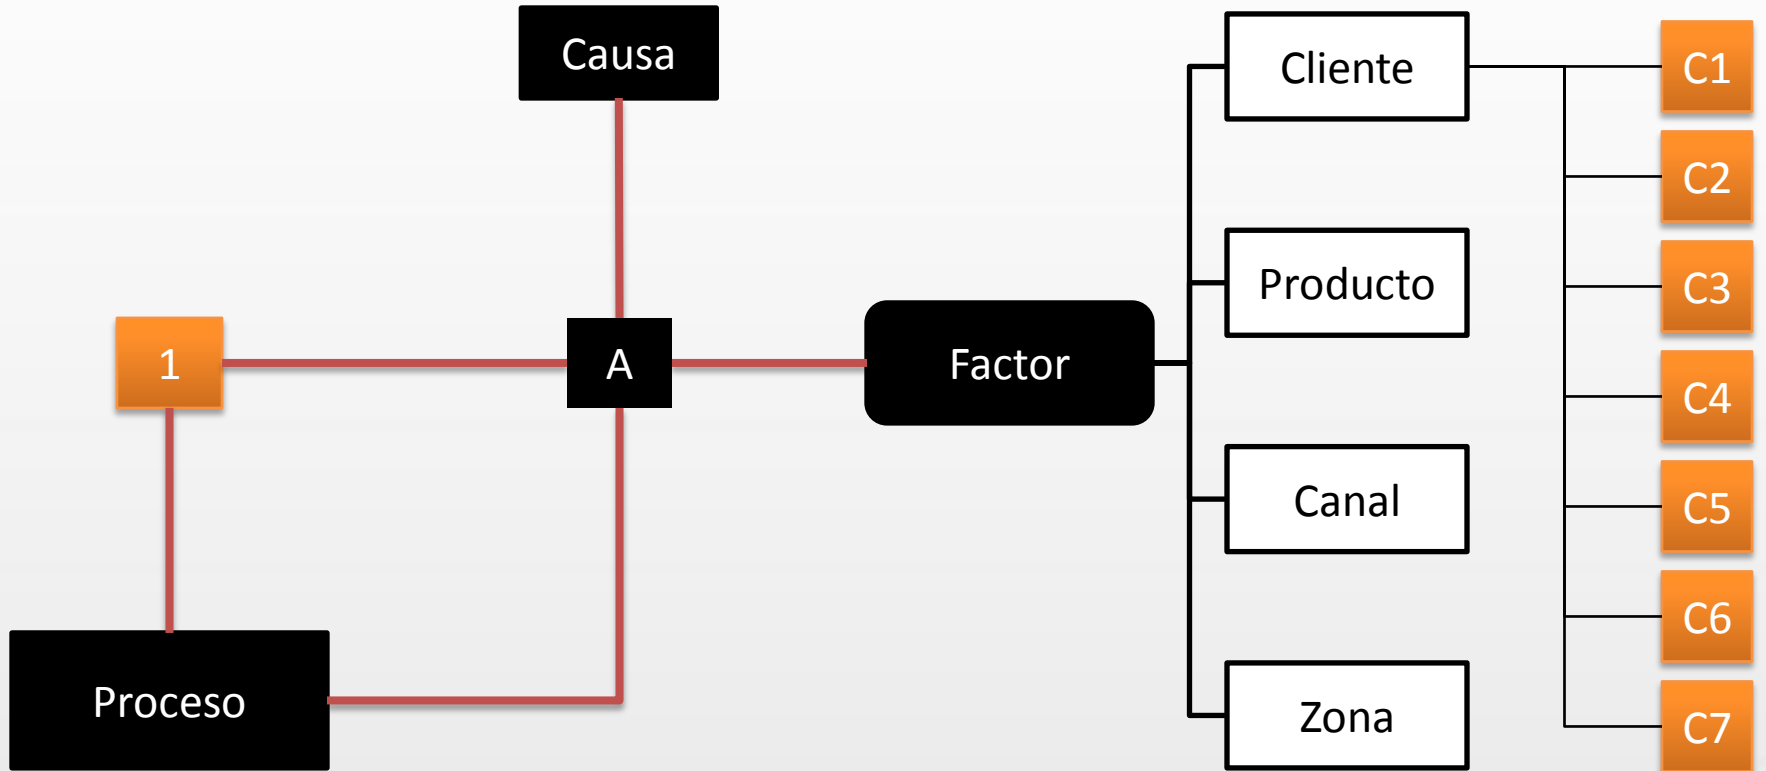 Causa
1
A
Factor
Proceso
Cliente
Producto
Canal
Zona
C1
C2
C3
C4
C5
C6
C7